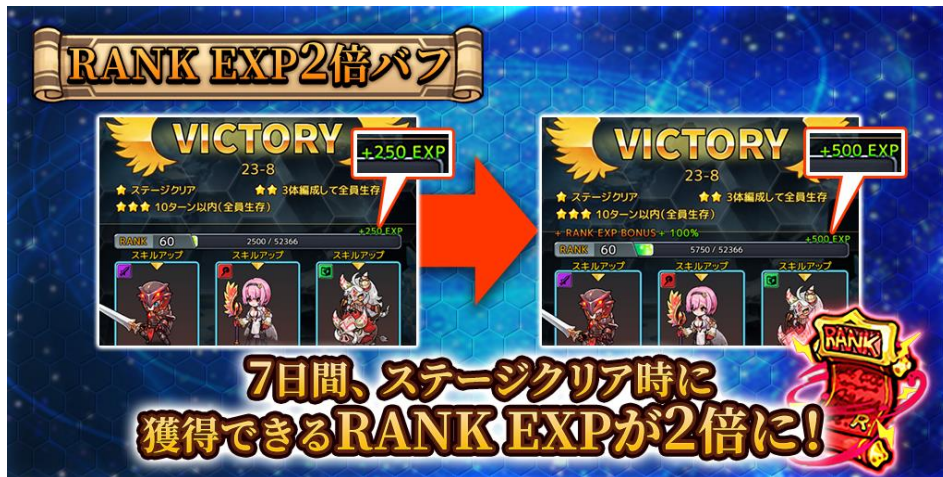 RANK EXP2倍バフ
VICTORY
+250 EXP
23-8
★ ステージクリア ★★ 3体編成して全員生存
★★★ 10ターン以内(全員生存)
+250 EXP
RANK 60 2500 / 52366
スキルアップ スキルアップ スキルアップ
VICTORY
+500 EXP
23-8
★ ステージクリア ★★ 3体編成して全員生存
★★★ 10ターン以内(全員生存)
+ RANK EXP BONUS + 100%
+500 EXP
RANK 60 5750 / 52366
スキルアップ スキルアップ スキルアップ
RANK
R.
7日間、ステージクリア時に
獲得できるRANK EXPが2倍に!